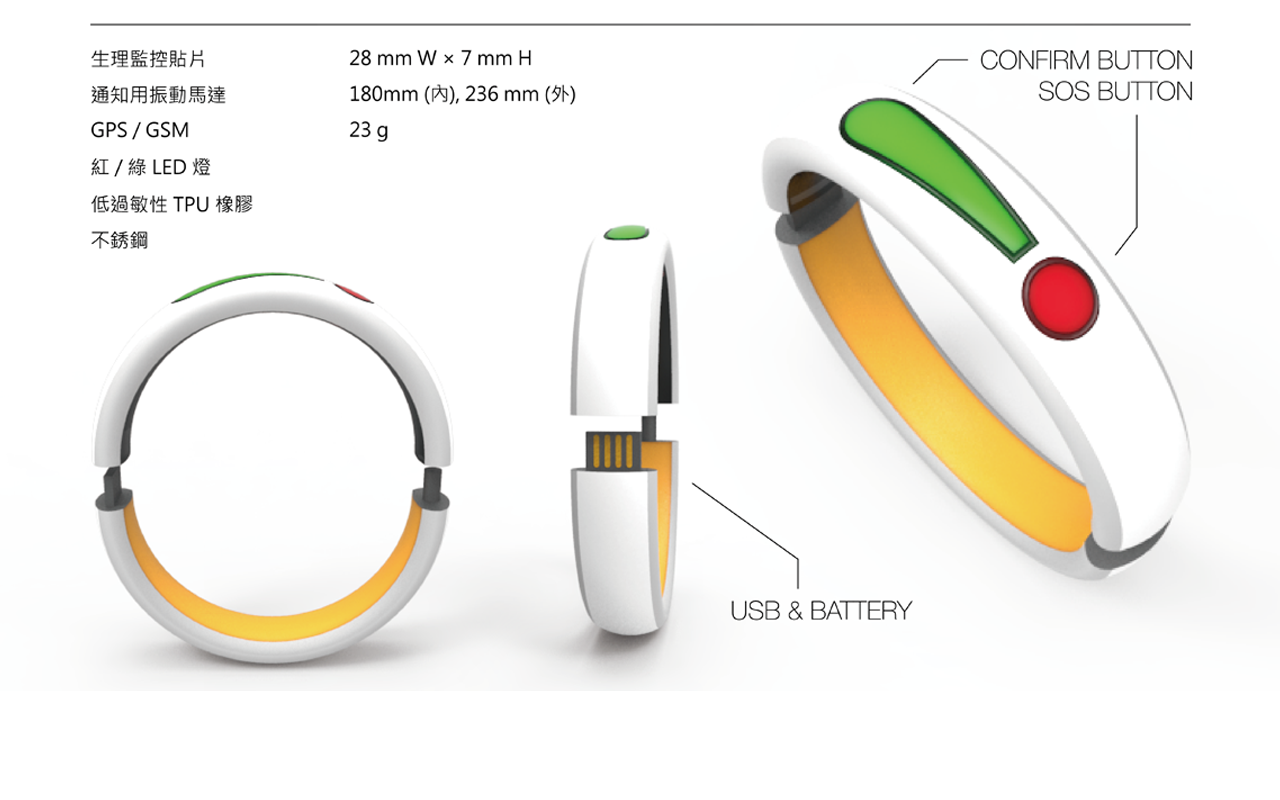 生理監控貼片
通知用振動馬達
GPS / GSM
紅 / 綠 LED 燈
低過敏性 TPU 橡膠
不銹鋼
28 mm W × 7 mm H
180mm (內), 236 mm (外)
23 g
CONFIRM BUTTON
SOS BUTTON
USB & BATTERY